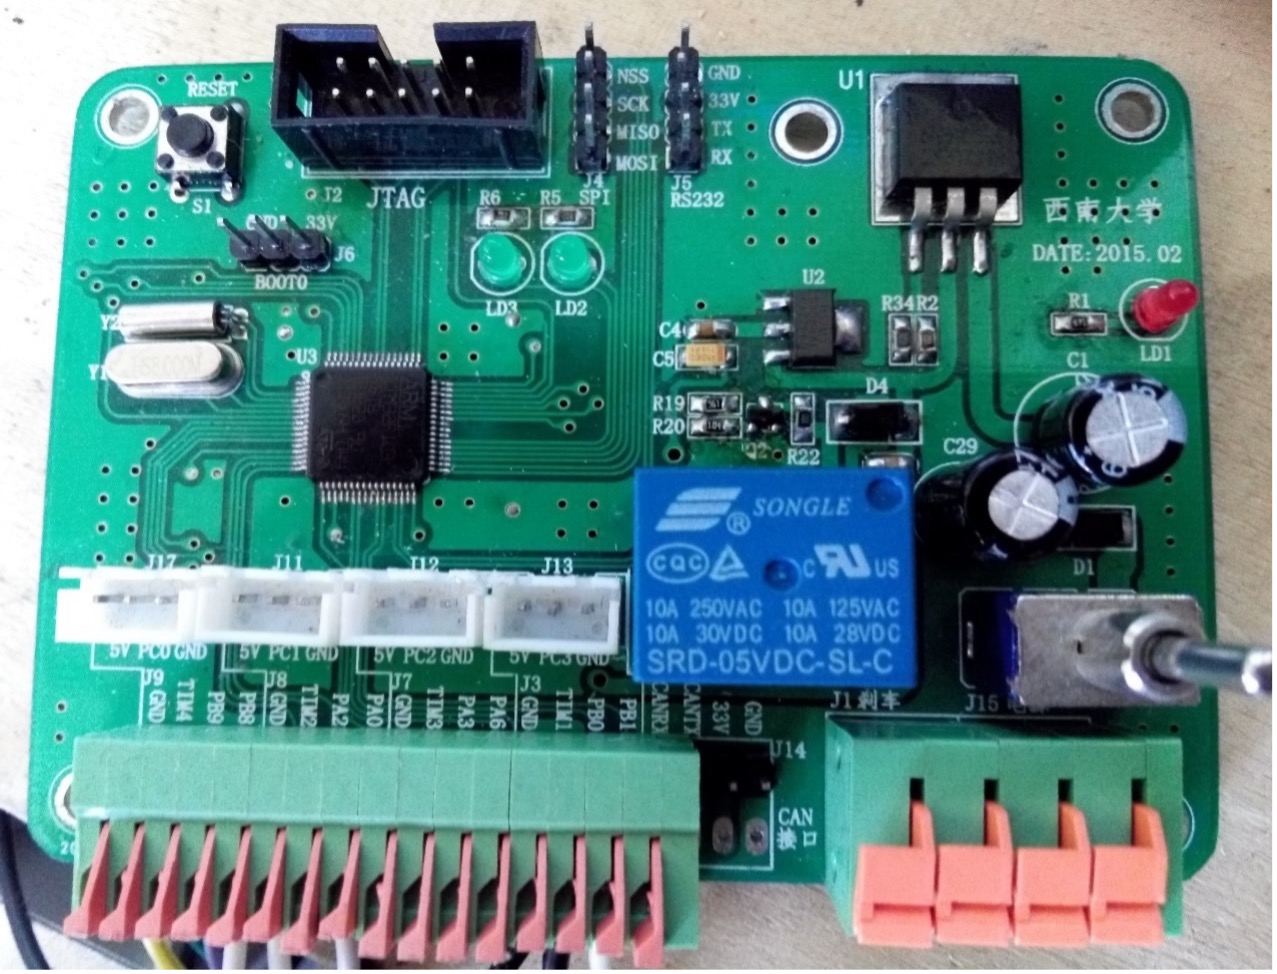 RESET
S1
J2
JTAG
NSS
SCK
MISO
MOSI
J4
SPI
GND
33V
TX
RX
J5
RS232
U1
西南大学
DATE:2015.02
R6
R5
LD3
LD2
GND
33V
J6
BOOT0
Y2
Y1
U3
ARM
U2
C4
C5
R34
R2
R1
LD1
C1
R19
R20
R22
D4
C29
D1
SONGLE
®
cqc
C
US
10A 250VAC 10A 125VAC
10A 30VDC 10A 28VDC
SRD-05VDC-SL-C
J17
J11
J12
J13
5V PC0 GND
5V PC1 GND
5V PC2 GND
5V PC3 GND
J9
J8
J7
J3
GND
TIM4
PB9
PB8
GND
TIM2
PA2
PA0
GND
TIM3
PA3
PA6
GND
TIM1
PB0
PB1
CANRX
CANTX
33V
GND
J14
CAN
接口
J1 刹车
J15